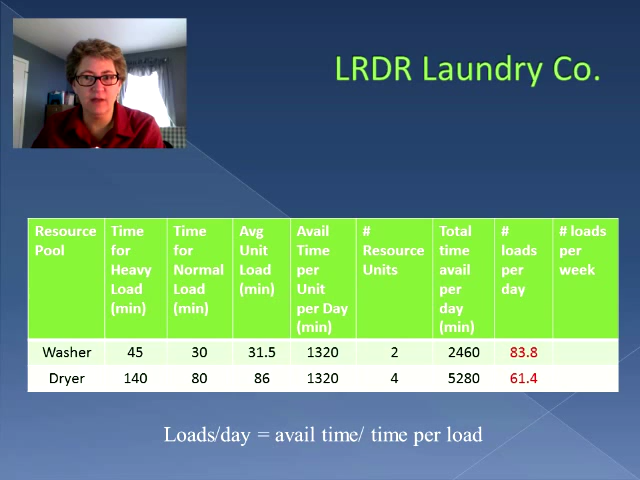 LRDR Laundry Co.
Resource Pool | Time for Heavy Load (min) | Time for Normal Load (min) | Avg Unit Load (min) | Avail Time per Unit per Day (min) | # Resource Units | Total time avail per day (min) | # loads per day | # loads per week
Washer | 45 | 30 | 31.5 | 1320 | 2 | 2460 | 83.8
Dryer | 140 | 80 | 86 | 1320 | 4 | 5280 | 61.4
Loads/day = avail time/ time per load